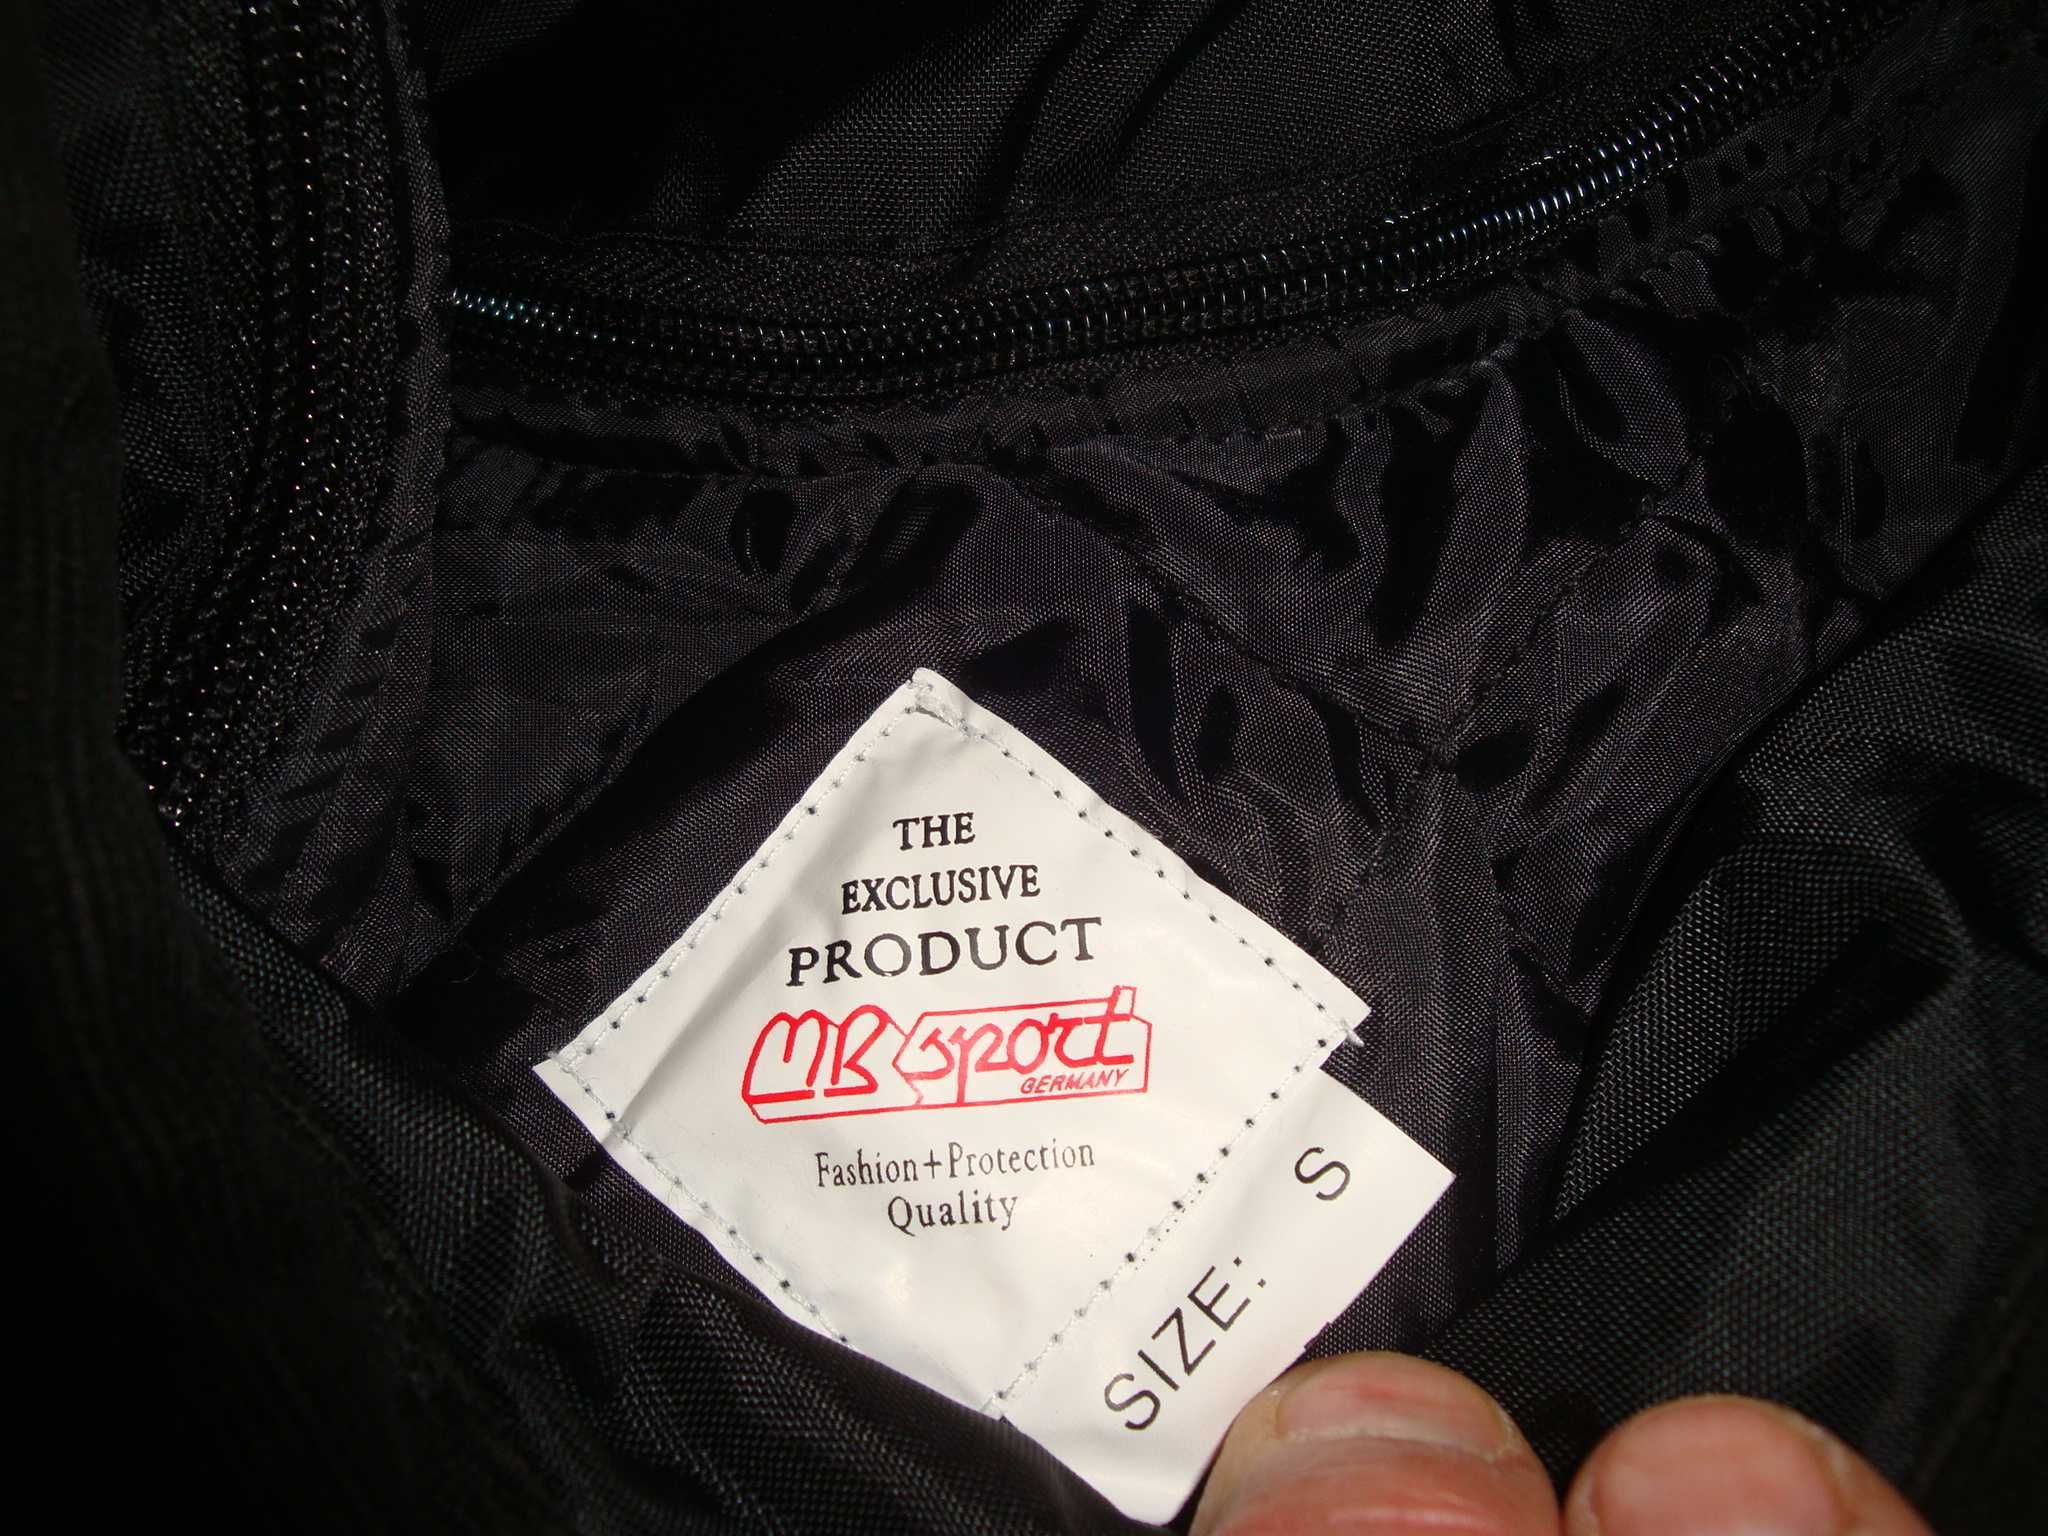 THE
EXCLUSIVE
PRODUCT
MB sport
GERMANY
Fashion+Protection
Quality
SIZE: S